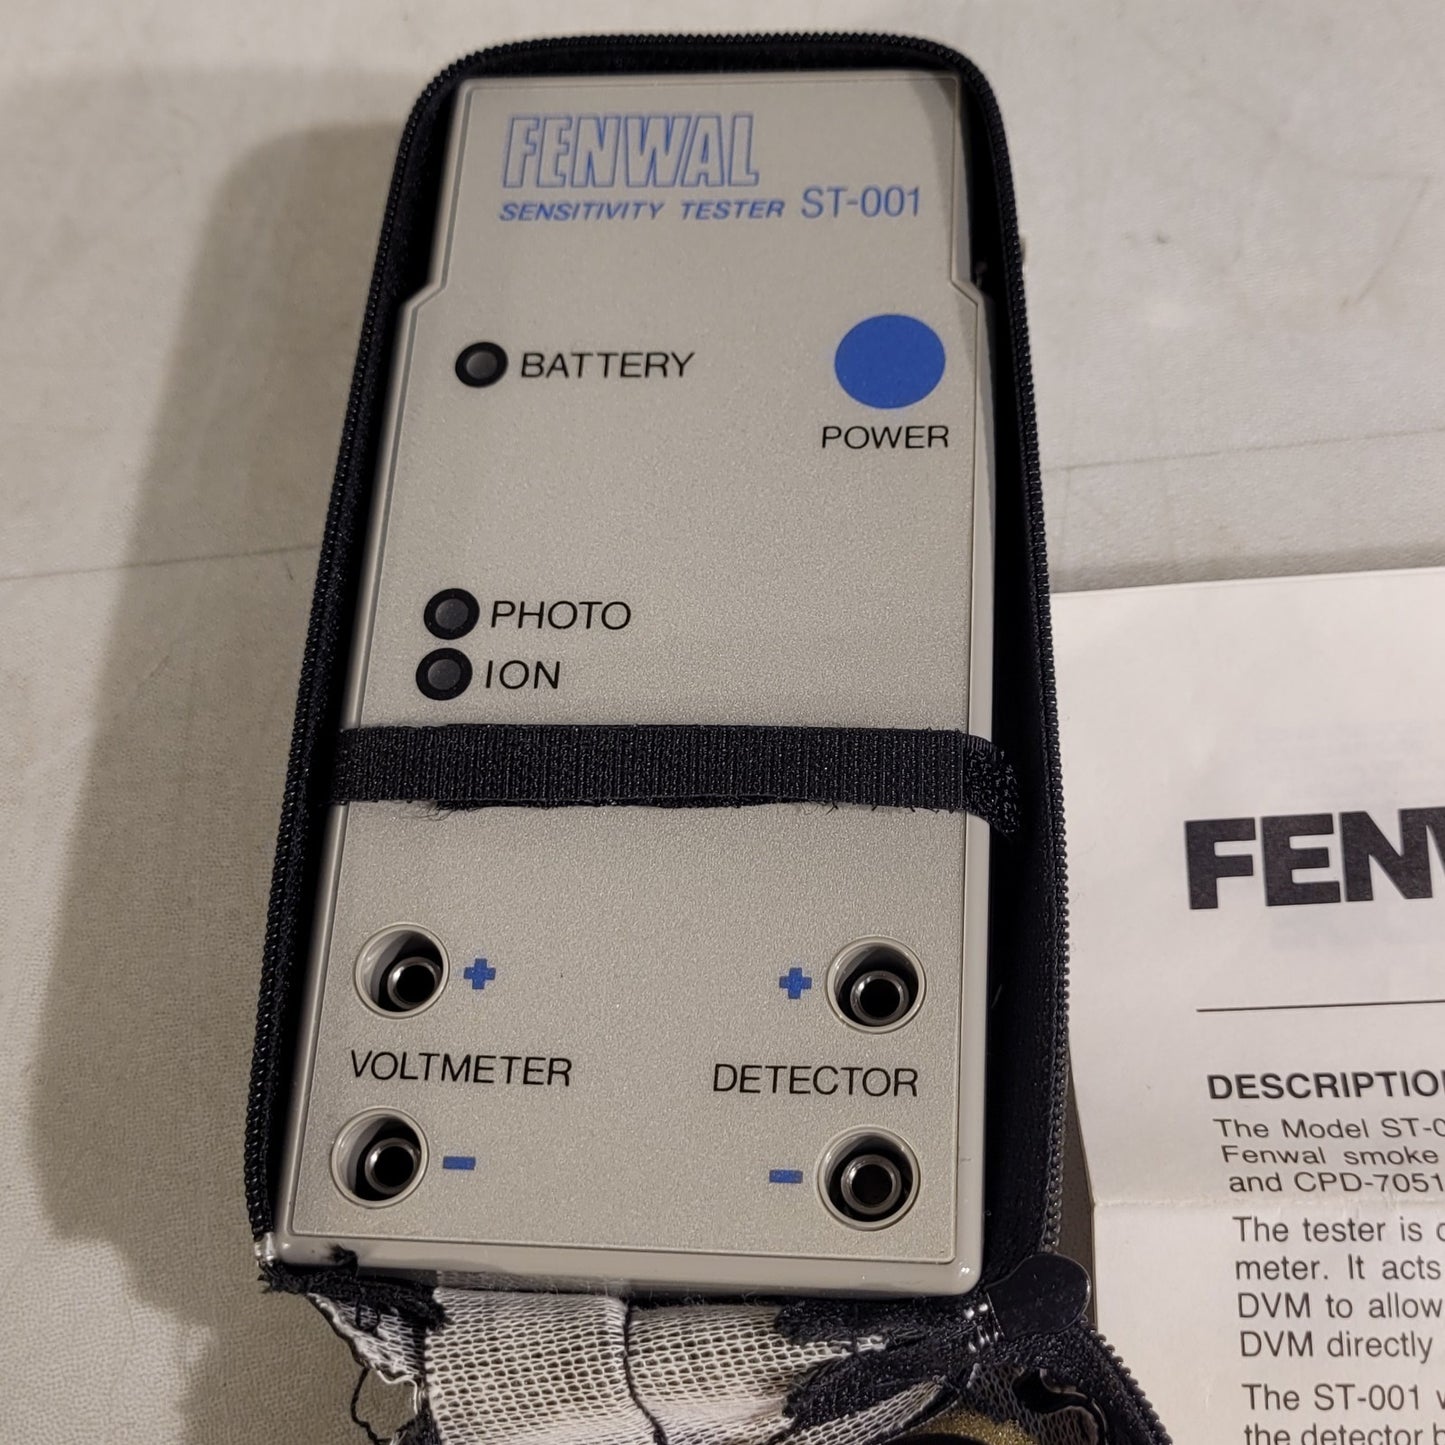 FENWAL
SENSITIVITY TESTER ST-001
BATTERY
POWER
PHOTO
ION
+
+
VOLTMETER
DETECTOR
-
-
FENW
DESCRIPTIO
The Model ST-0
Fenwal smoke
and CPD-7051
The tester is
meter. It acts
DVM to allow
DVM directly
The ST-001
the detector